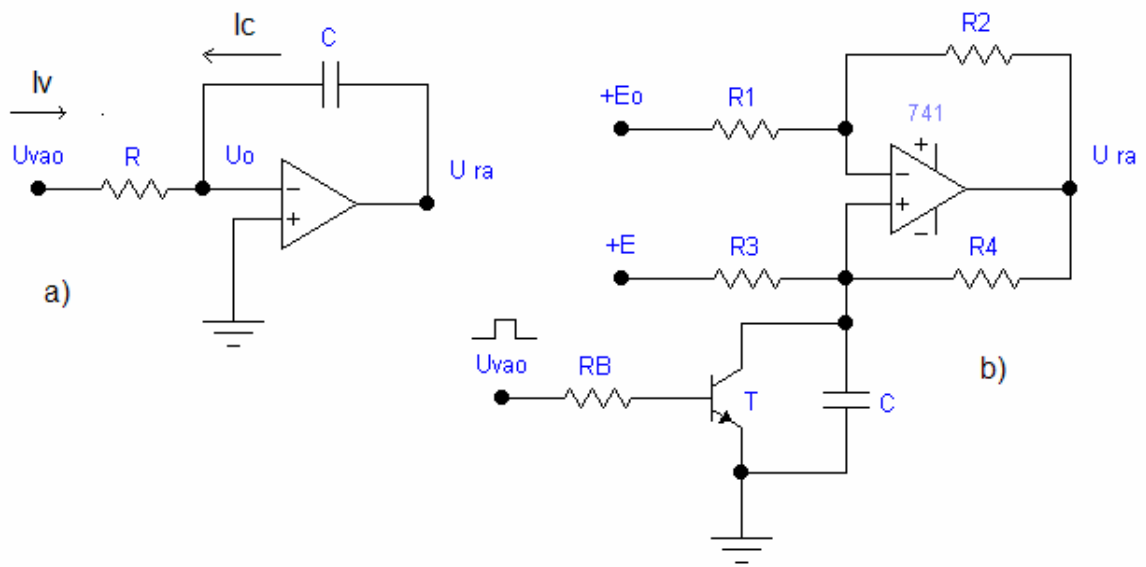 Ic
C
Iv
Uvao
R
Uo
U ra
-
+
a)
R2
+Eo
R1
741
+
-
+
-
U ra
+E
R3
R4
Uvao
RB
T
C
b)